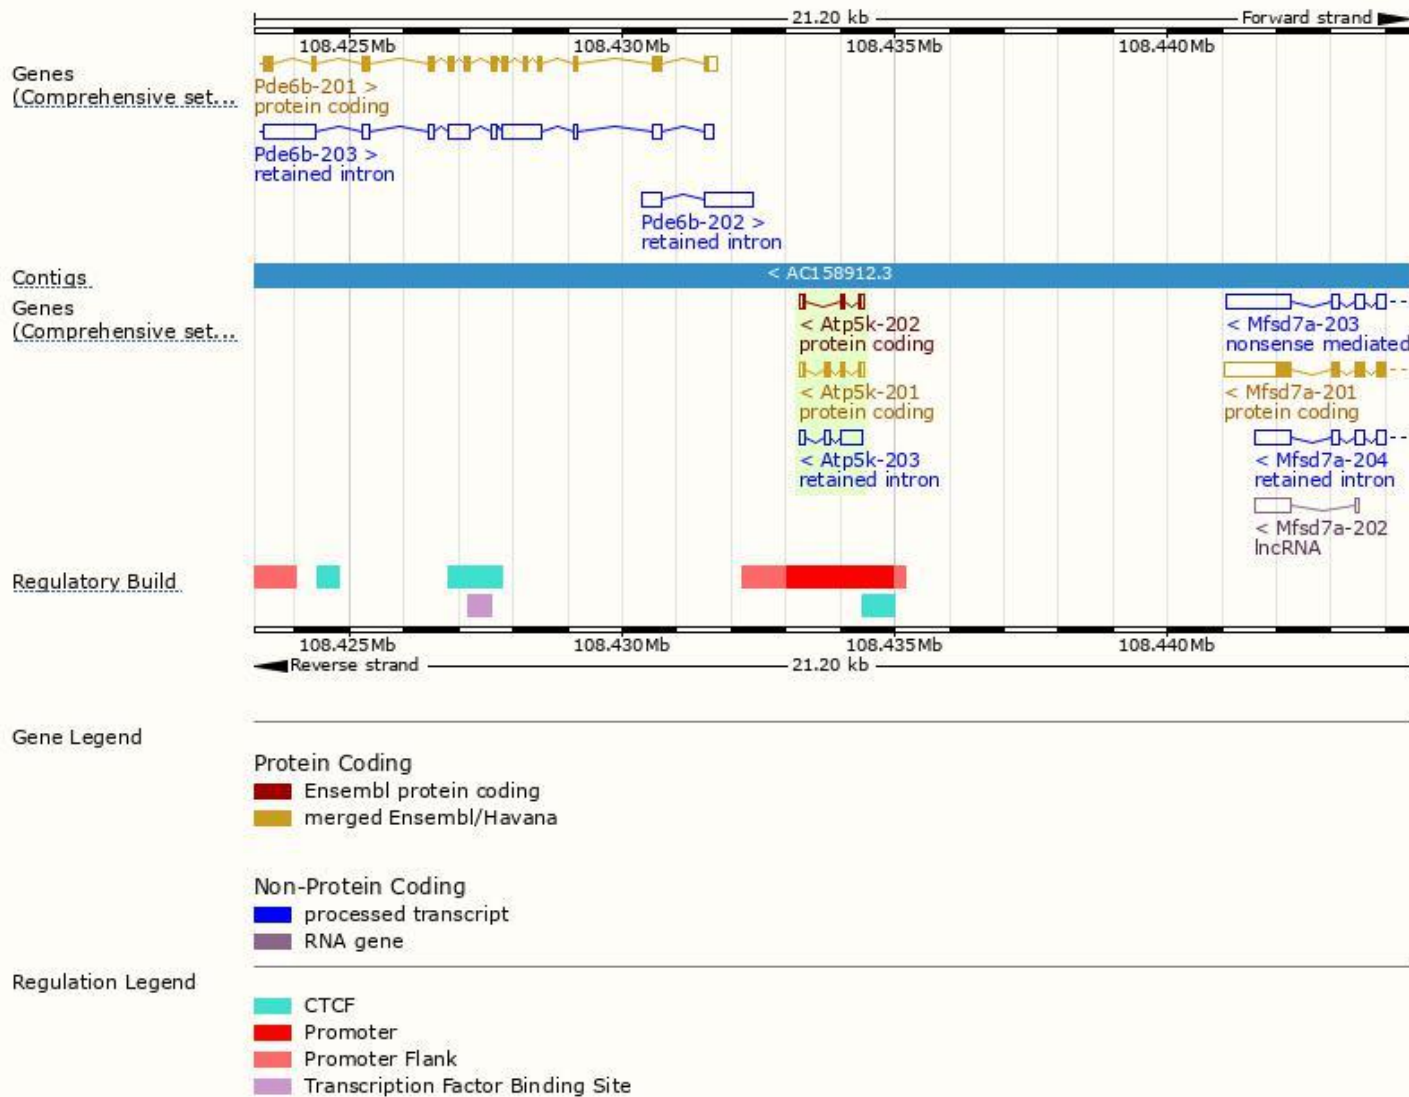 21.20 kb Forward strand
108.425Mb 108.430Mb 108.435Mb 108.440Mb
Genes
(Comprehensive set...
Pde6b-201 >
protein coding
Pde6b-203 >
retained intron
Pde6b-202 >
retained intron
Contigs
< AC158912.3
Genes
(Comprehensive set...
< Atp5k-202
protein coding
< Mfsd7a-203
nonsense mediated
< Atp5k-201
protein coding
< Mfsd7a-201
protein coding
< Atp5k-203
retained intron
< Mfsd7a-204
retained intron
< Mfsd7a-202
lncRNA
Regulatory Build
108.425Mb 108.430Mb 108.435Mb 108.440Mb
Reverse strand 21.20 kb
Gene Legend
Protein Coding
Ensembl protein coding
merged Ensembl/Havana
Non-Protein Coding
processed transcript
RNA gene
Regulation Legend
CTCF
Promoter
Promoter Flank
Transcription Factor Binding Site